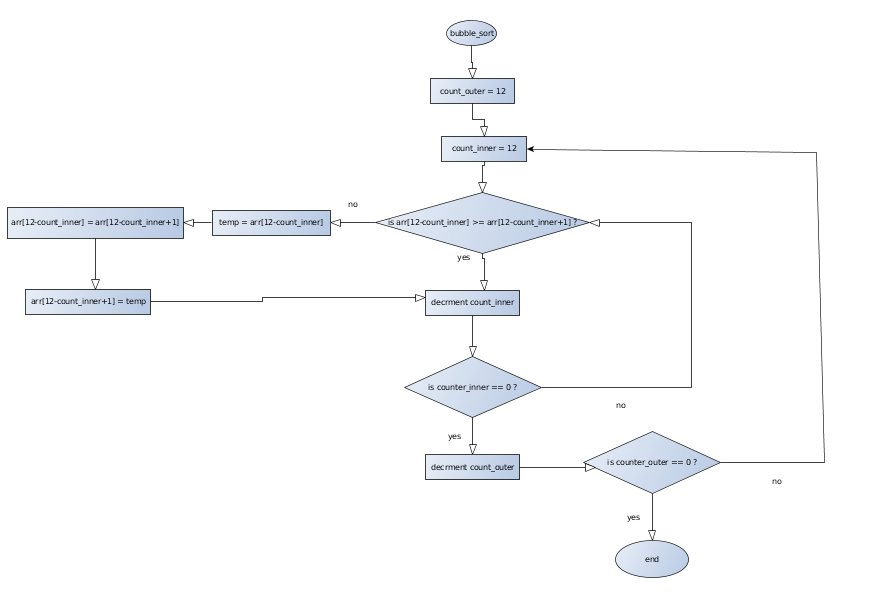 bubble_sort
count_outer = 12
count_inner = 12
no
arr[12-count_inner] = arr[12-count_inner+1]
temp = arr[12-count_inner]
is arr[12-count_inner] >= arr[12-count_inner+1] ?
yes
arr[12-count_inner+1] = temp
decrment count_inner
is counter_inner == 0 ?
no
yes
decrment count_outer
is counter_outer == 0 ?
no
yes
end